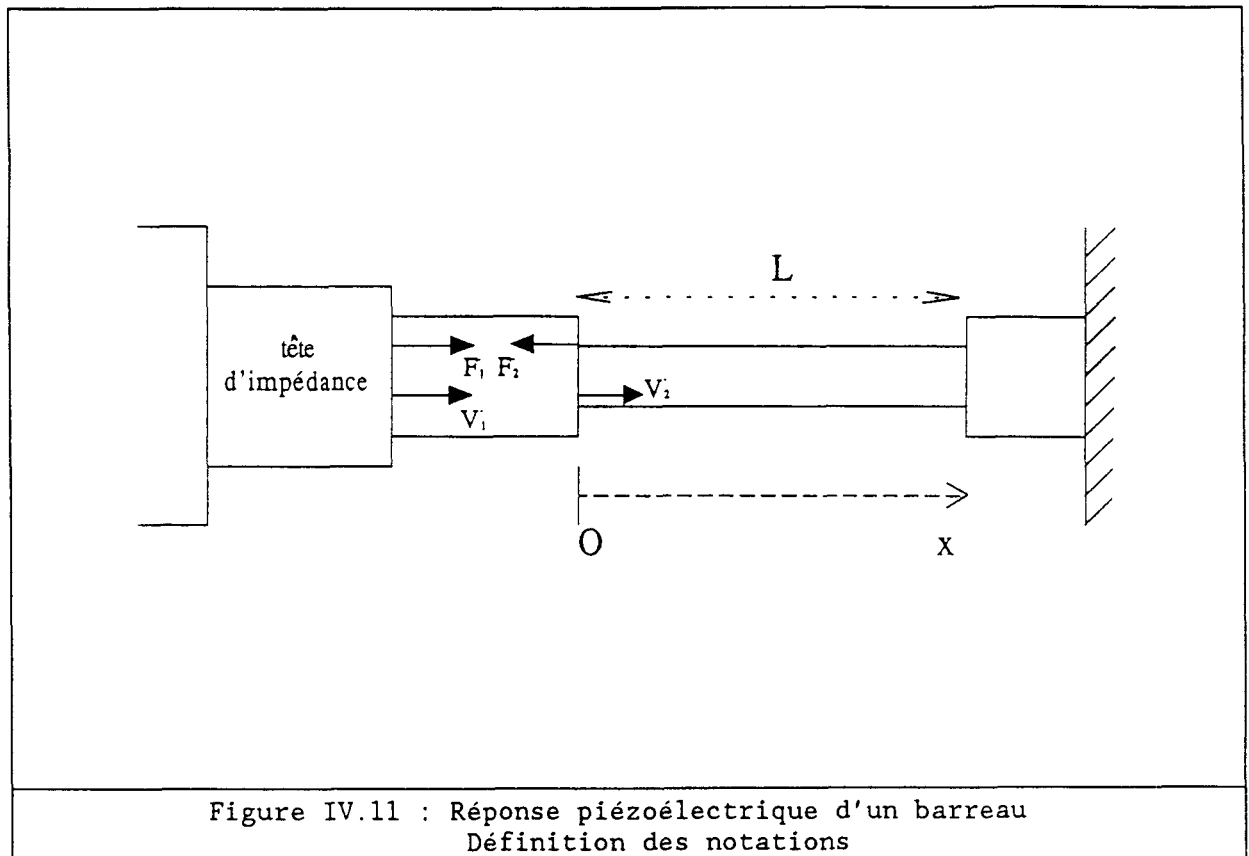 L
tête
d'impédance
F₁ F₂
V₁
V₂
O
x
Figure IV.11 : Réponse piézoélectrique d'un barreau
Définition des notations